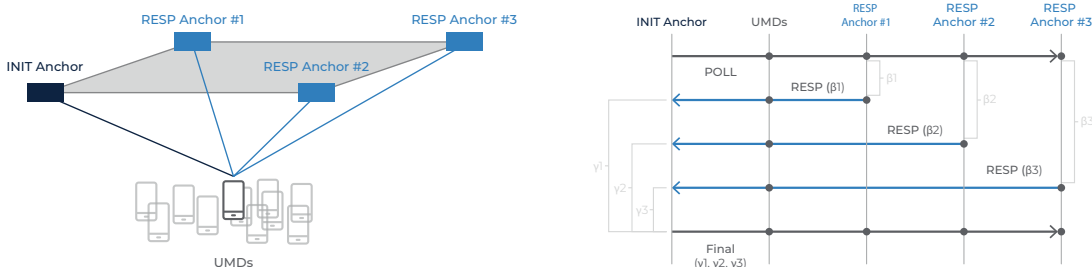 RESP Anchor #1
RESP Anchor #3
INIT Anchor
RESP Anchor #2
UMDs
INIT Anchor
UMDs
RESP
Anchor #1
RESP
Anchor #2
RESP
Anchor #3
POLL
β1
RESP (β1)
β2
β3
RESP (β2)
γ1
RESP (β3)
γ2
γ3
Final
(γ1, γ2, γ3)